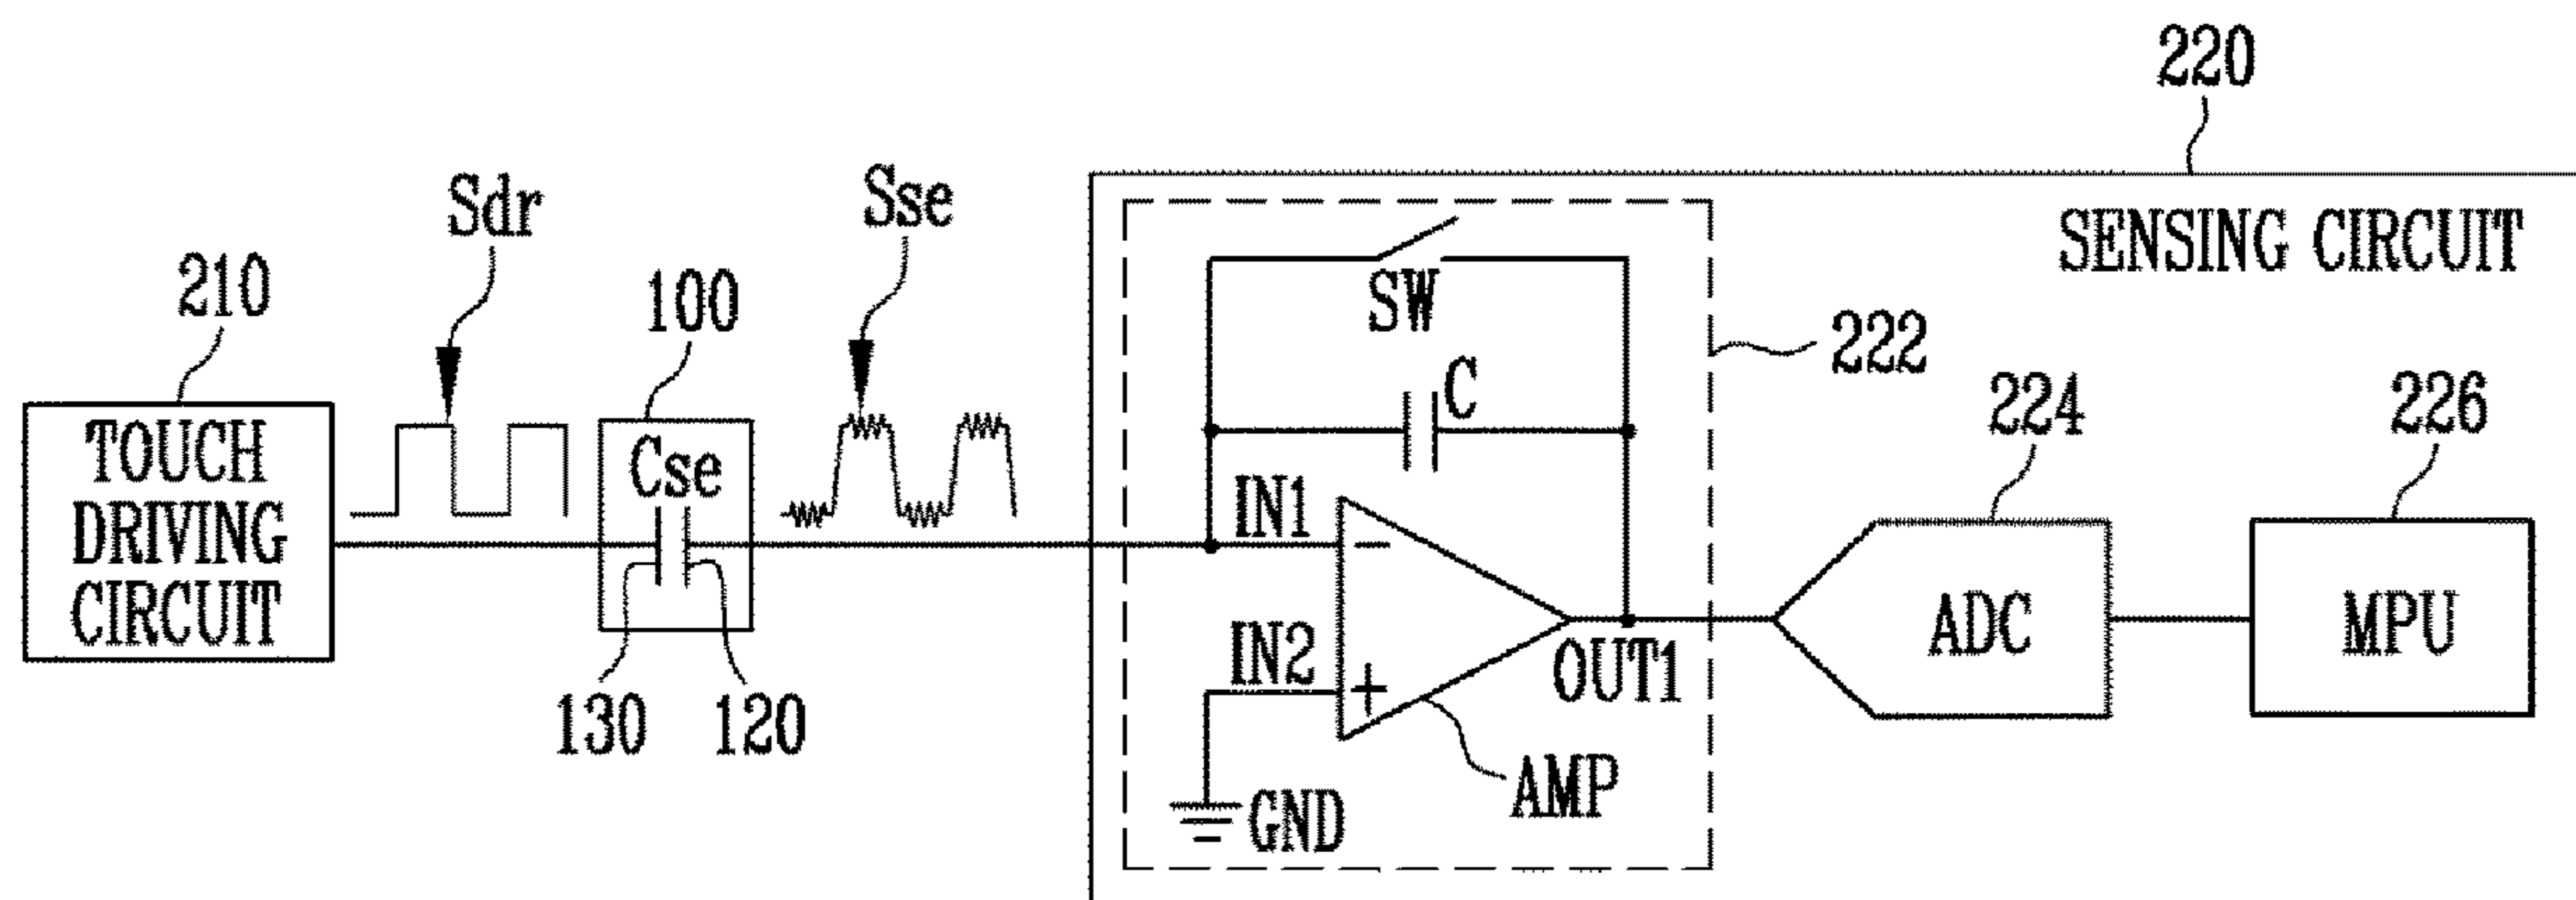 220
Sdr
Sse
SENSING CIRCUIT
210
100
SW
222
C
224
226
TOUCH
DRIVING
CIRCUIT
Cse
IN1
−
ADC
MPU
IN2
+
OUT1
130
120
AMP
GND